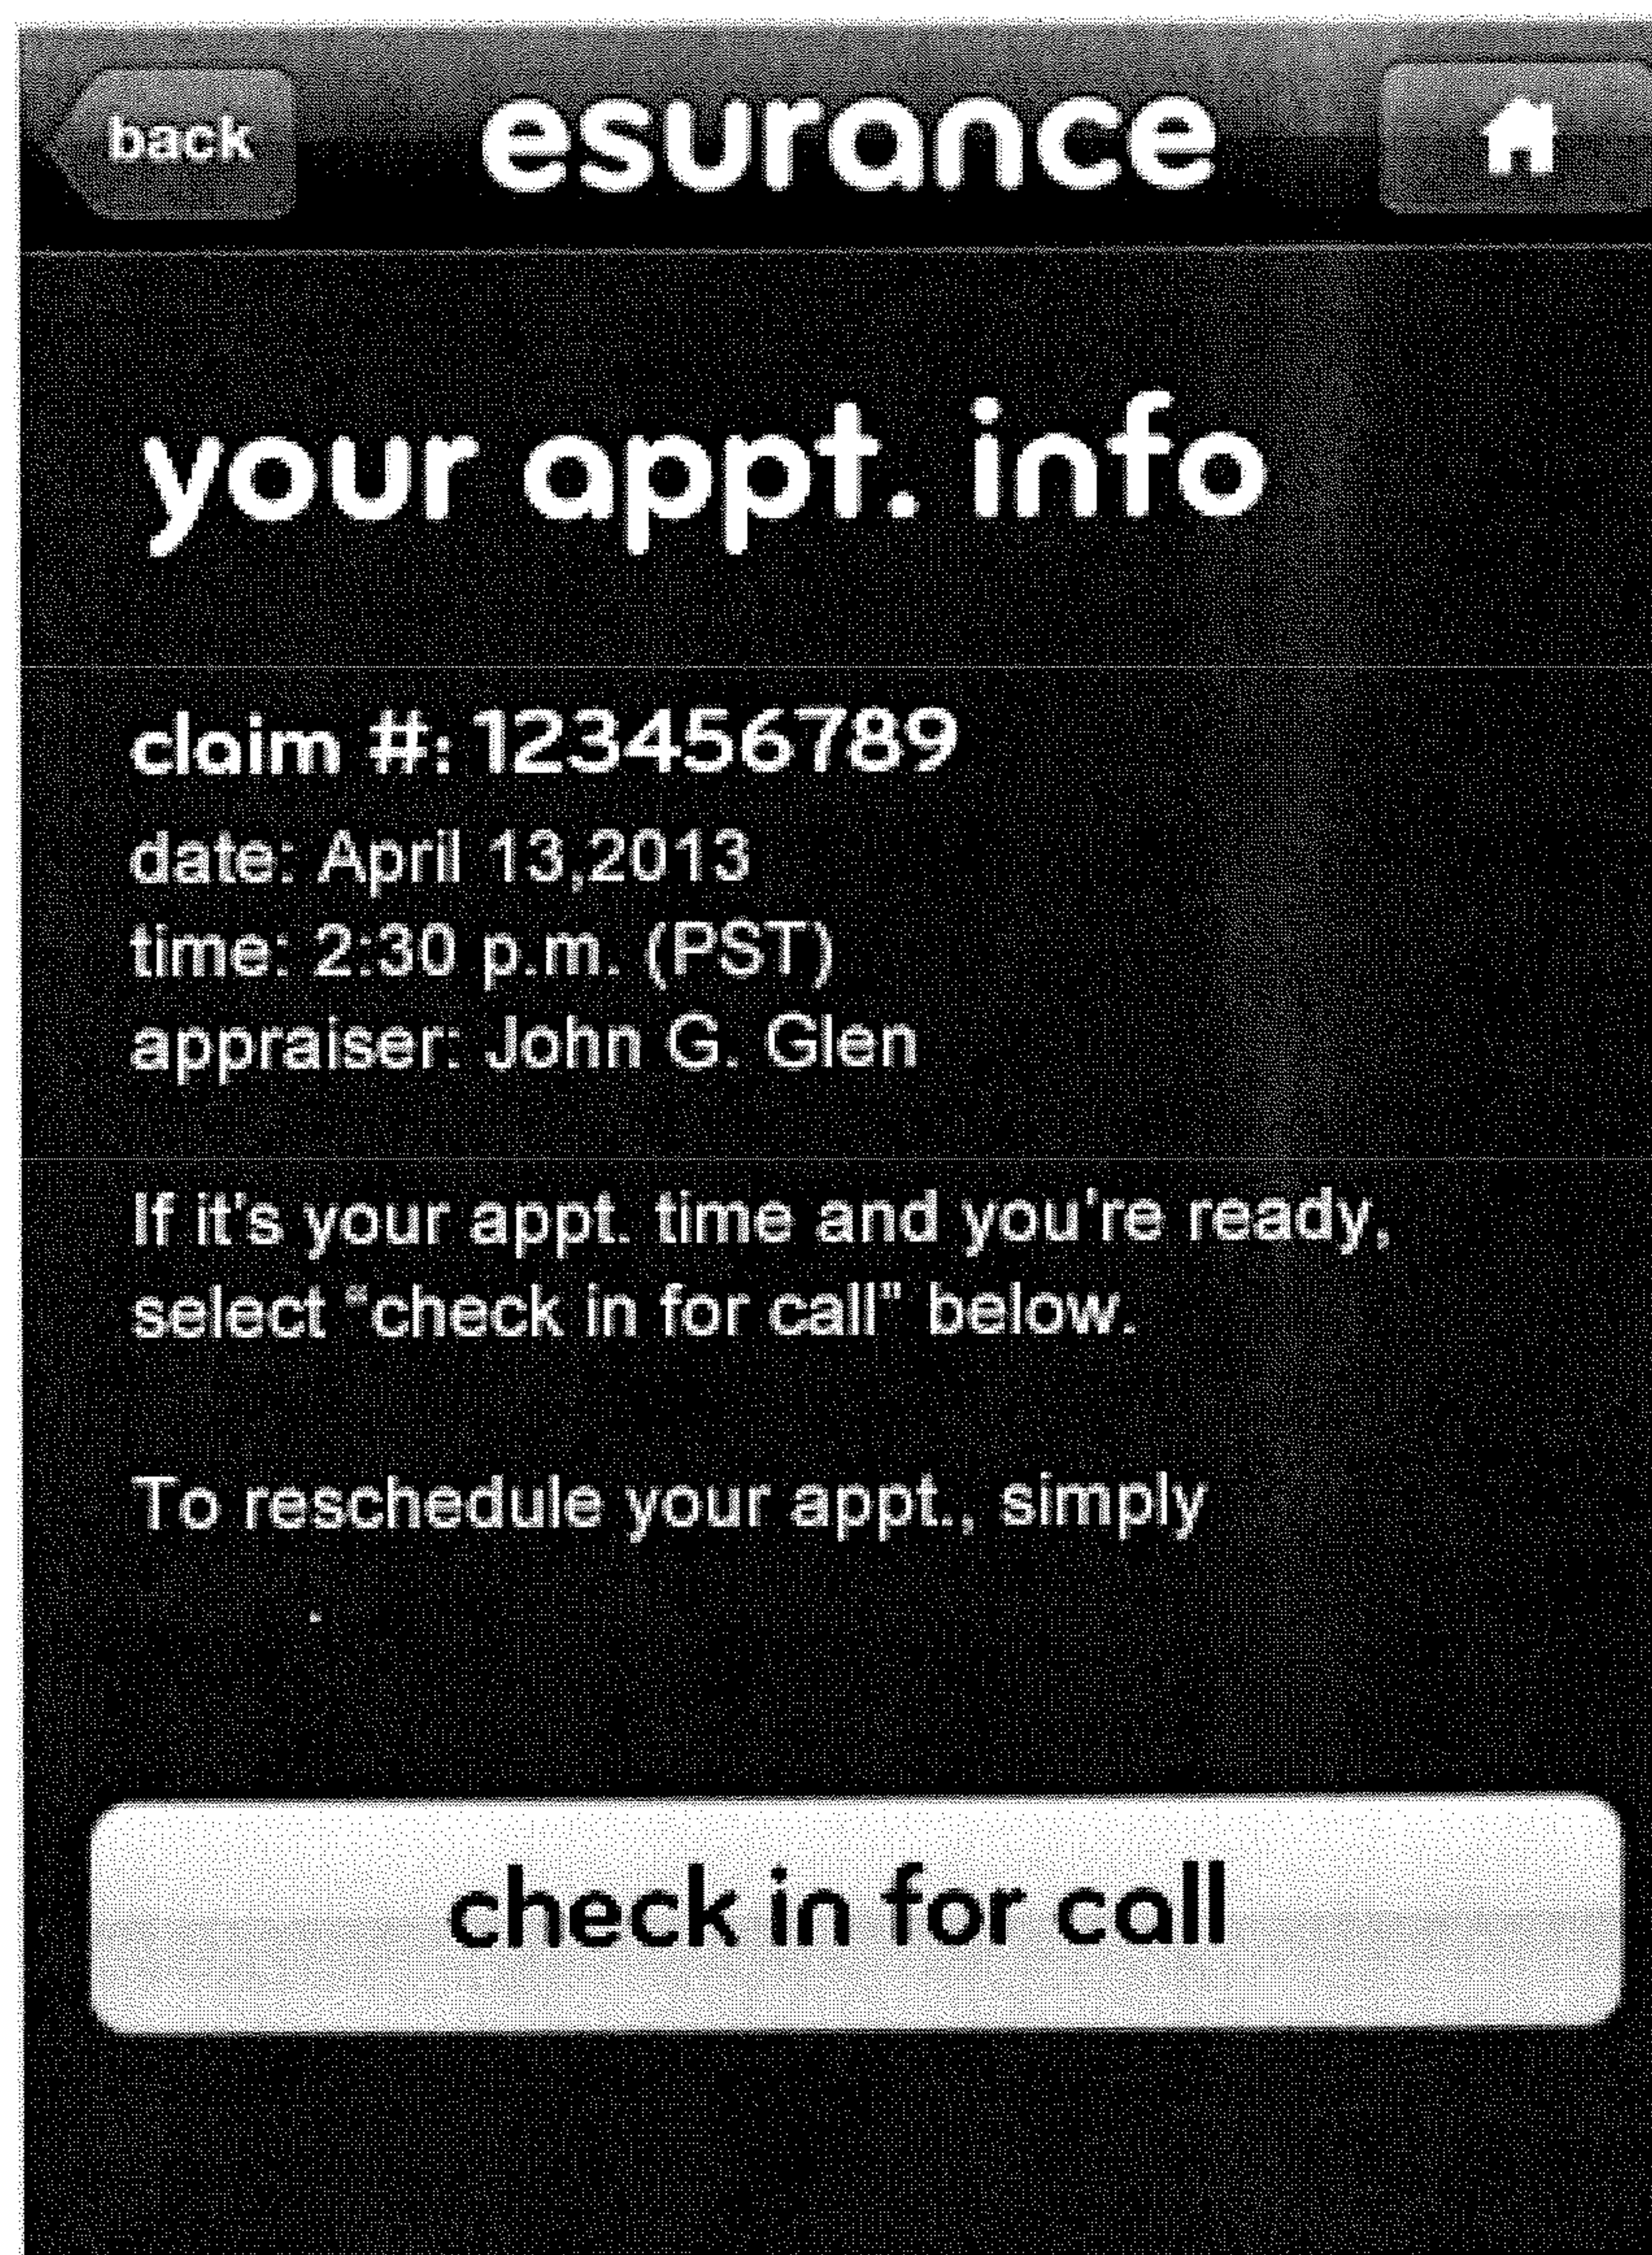 back
esurance
your appt. info
claim #: 123456789
date: April 13,2013
time: 2:30 p.m. (PST)
appraiser: John G. Glen
If it's your appt. time and you're ready,
select "check in for call" below.
To reschedule your appt., simply
.
check in for call